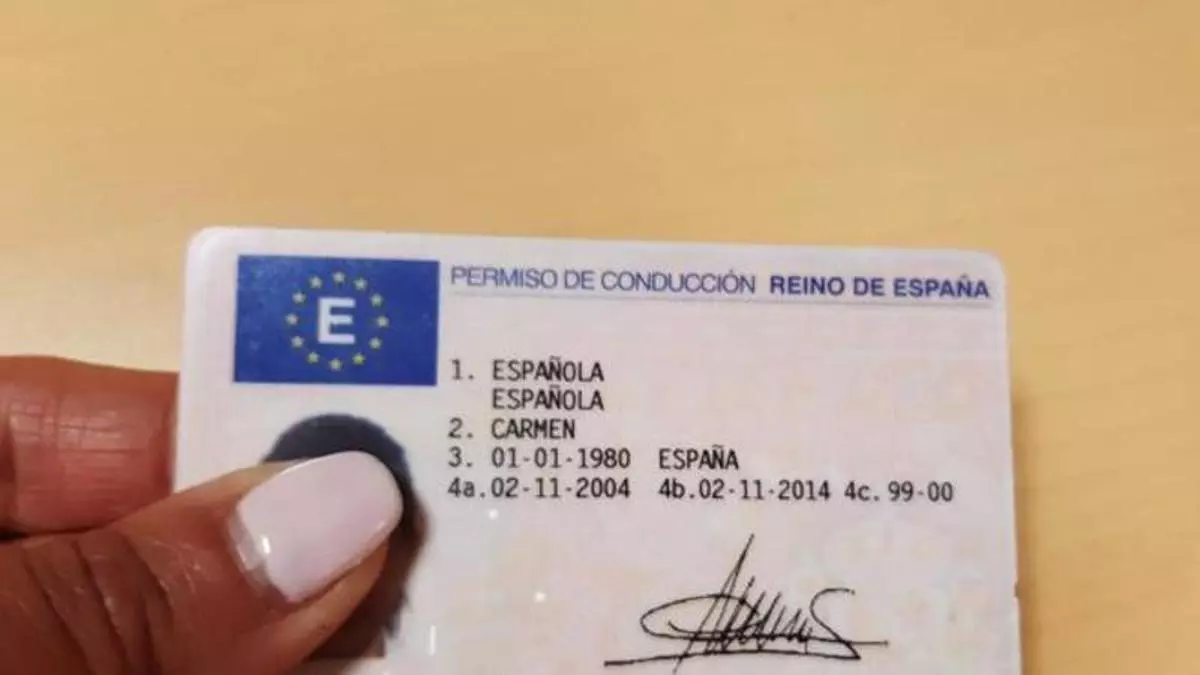 E
PERMISO DE CONDUCCIÓN REINO DE ESPAÑA
1. ESPAÑOLA
ESPAÑOLA
2. CARMEN
3. 01-01-1980 ESPAÑA
4a.02-11-2004 4b.02-11-2014 4c. 99-00